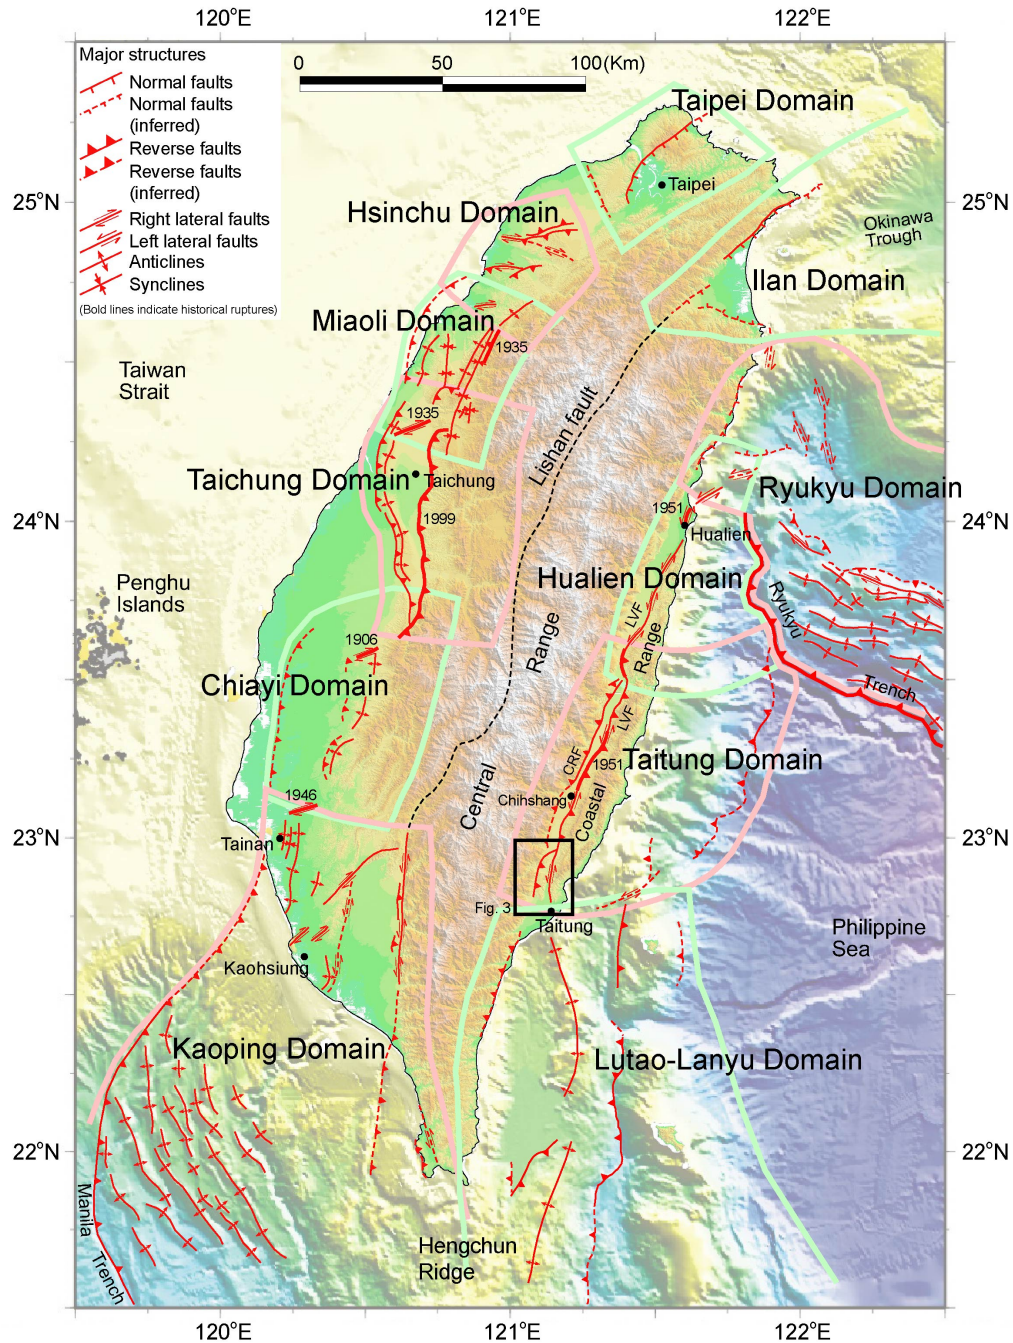 120°E
121°E
122°E
Major structures
Normal faults
Normal faults
(inferred)
Reverse faults
Reverse faults
(inferred)
Right lateral faults
Left lateral faults
Anticlines
Synclines
(Bold lines indicate historical ruptures)
0
50
100(Km)
Taipei Domain
25°N
Taipei
25°N
Hsinchu Domain
Okinawa
Trough
Ilan Domain
Miaoli Domain
1935
Taiwan
Strait
1935
Lishan fault
Taichung Domain
Taichung
Ryukyu Domain
24°N
1999
1951
24°N
Hualien
Penghu
Islands
Hualien Domain
Ryukyu
Trench
LVF
Range
1906
Range
Chiayi Domain
LVF
CRF
1951
Taitung Domain
Central
Chihshang
Coastal
1946
23°N
Tainan
23°N
Fig. 3
Taitung
Philippine
Sea
Kaohsiung
Kaoping Domain
Lutao-Lanyu Domain
22°N
22°N
Manila
Trench
Hengchun
Ridge
120°E
121°E
122°E